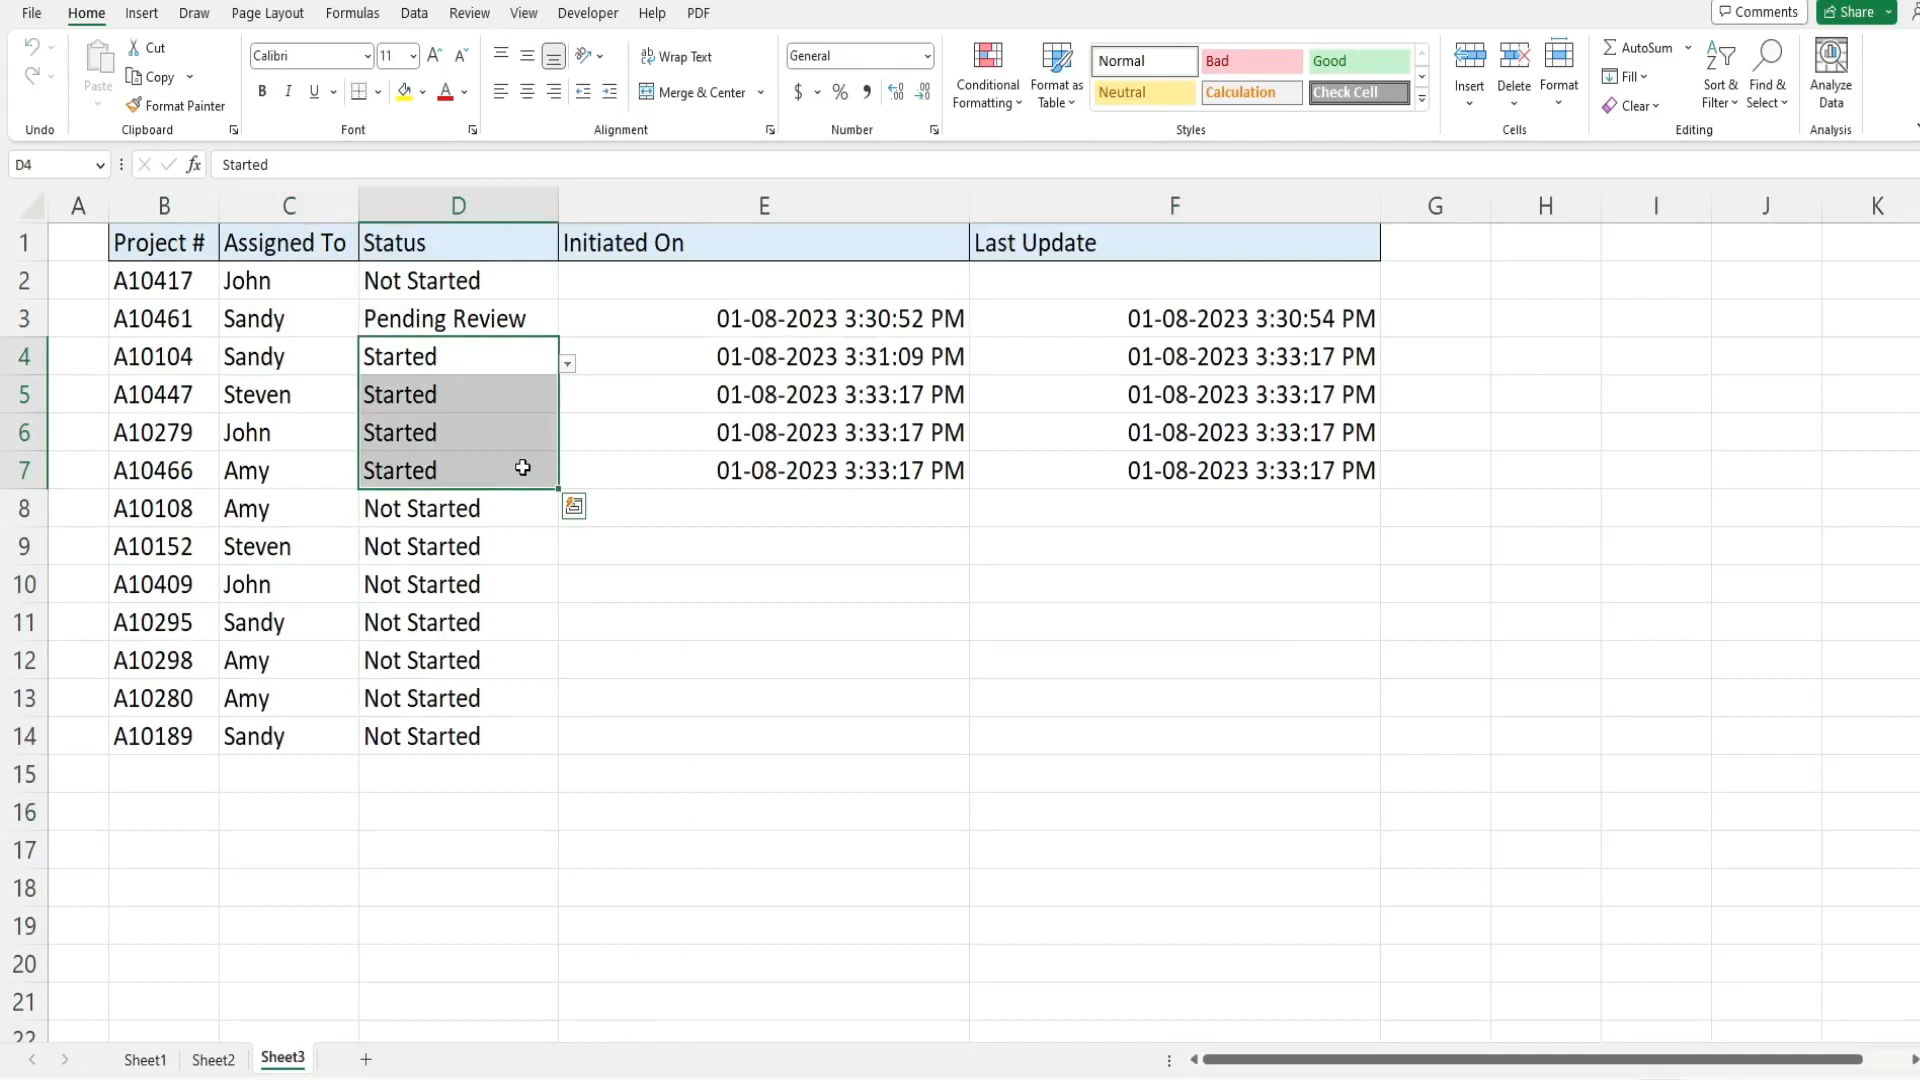 File Home Insert Draw Page Layout Formulas Data Review View Developer Help PDF Comments Share
Cut
Copy
Format Painter
Paste
Undo Clipboard
Calibri 11
B I U A
Font
Wrap Text
Merge & Center
Alignment
General
$ % 9
Number
Conditional Formatting
Format as Table
Normal Bad Good
Neutral Calculation Check Cell
Styles
Insert Delete Format
Cells
AutoSum
Fill
Clear
Sort & Filter
Find & Select
Editing
Analyze Data
Analysis
D4 fx Started
A B C D E F G H I J K
1 Project # Assigned To Status Initiated On Last Update
2 A10417 John Not Started
3 A10461 Sandy Pending Review 01-08-2023 3:30:52 PM 01-08-2023 3:30:54 PM
4 A10104 Sandy Started 01-08-2023 3:31:09 PM 01-08-2023 3:33:17 PM
5 A10447 Steven Started 01-08-2023 3:33:17 PM 01-08-2023 3:33:17 PM
6 A10279 John Started 01-08-2023 3:33:17 PM 01-08-2023 3:33:17 PM
7 A10466 Amy Started 01-08-2023 3:33:17 PM 01-08-2023 3:33:17 PM
8 A10108 Amy Not Started
9 A10152 Steven Not Started
10 A10409 John Not Started
11 A10295 Sandy Not Started
12 A10298 Amy Not Started
13 A10280 Amy Not Started
14 A10189 Sandy Not Started
15
16
17
18
19
20
21
22
Sheet1 Sheet2 Sheet3 +